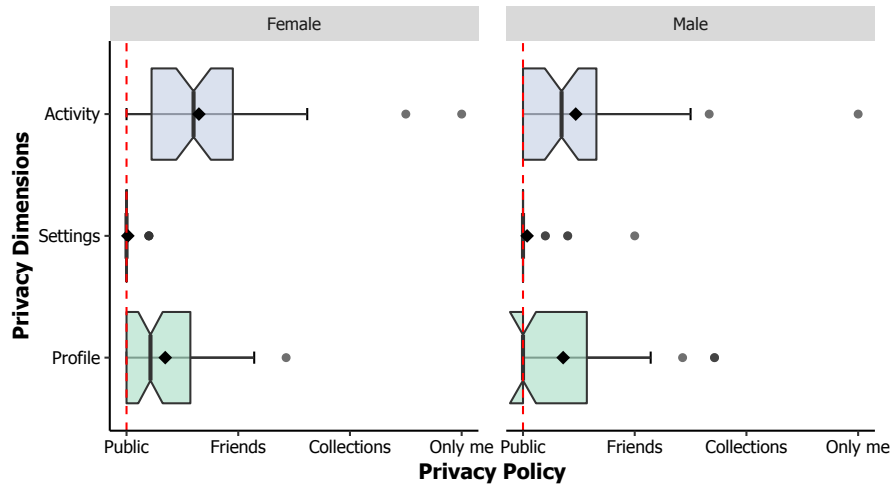 Female
Male
Privacy Dimensions
Activity
Settings
Profile
Public
Friends
Collections
Only me
Public
Friends
Collections
Only me
Privacy Policy